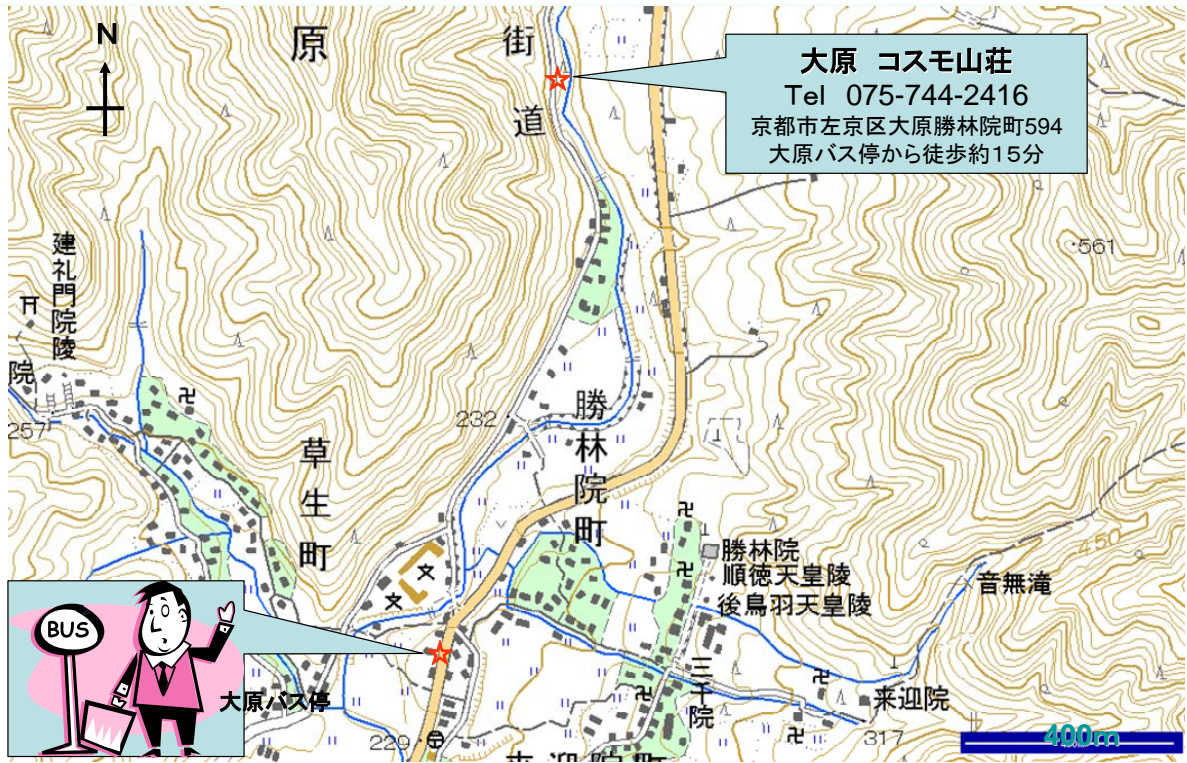 N
原
街
道
大原 コスモ山荘
Tel 075-744-2416
京都市左京区大原勝林院町594
大原バス停から徒歩約15分
建礼門院陵
561
院
257
232
草生町
勝林院町
文
文
勝林院
順徳天皇陵
後鳥羽天皇陵
450
音無滝
三千院
来迎院
317
229
来迎院町
BUS
大原バス停
400m